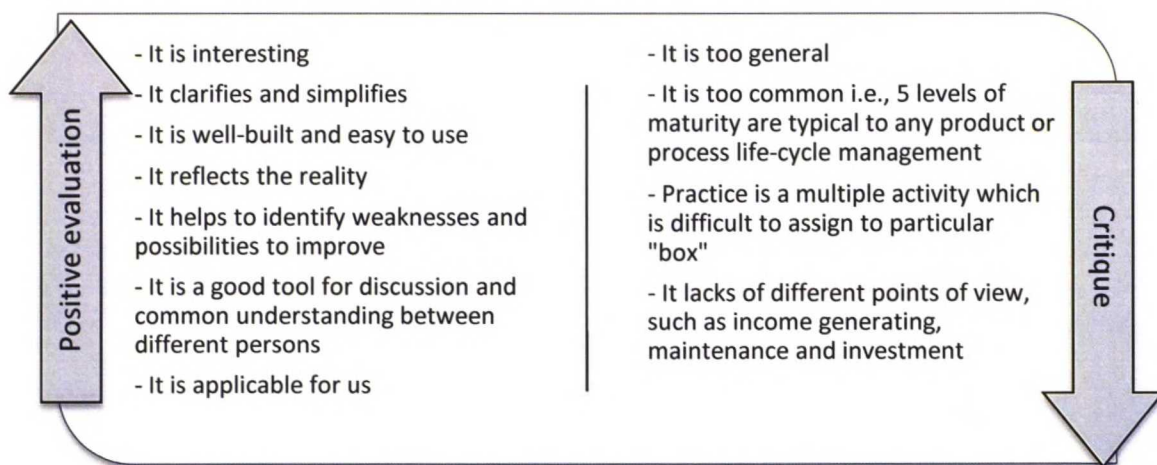 Positive evaluation
- It is interesting
- It clarifies and simplifies
- It is well-built and easy to use
- It reflects the reality
- It helps to identify weaknesses and
possibilities to improve
- It is a good tool for discussion and
common understanding between
different persons
- It is applicable for us
- It is too general
- It is too common i.e., 5 levels of
maturity are typical to any product or
process life-cycle management
- Practice is a multiple activity which
is difficult to assign to particular
"box"
- It lacks of different points of view,
such as income generating,
maintenance and investment
Critique